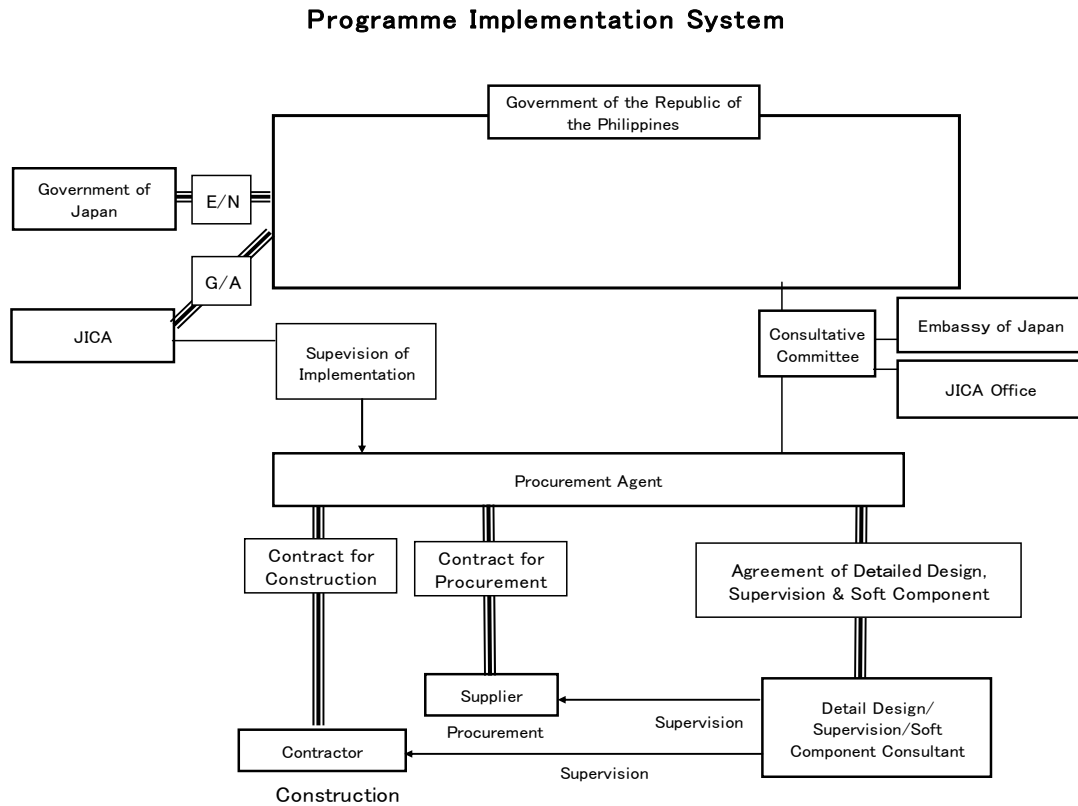 Programme Implementation System
Government of the Republic of
the Philippines
Government of
Japan
E/N
G/A
JICA
Supevision of
Implementation
Consultative
Committee
Embassy of Japan
JICA Office
Procurement Agent
Contract for
Construction
Contract for
Procurement
Agreement of Detailed Design,
Supervision & Soft Component
Supplier
Procurement
Supervision
Detail Design/
Supervision/Soft
Component Consultant
Contractor
Supervision
Construction